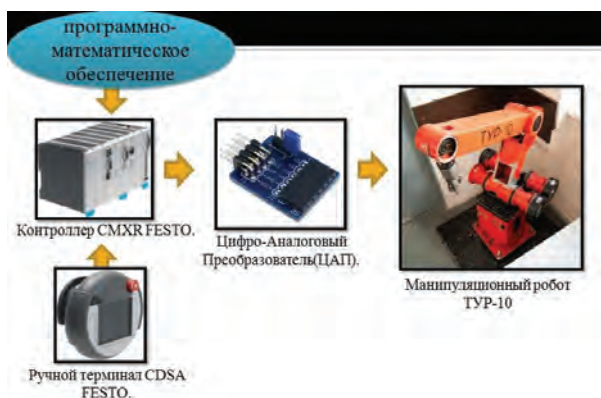 программно-
математическое
обеспечение
Контроллер CMXR FESTO.
Цифро-Аналоговый
Преобразователь(ЦАП).
ТУР-10
Манипуляционный робот
ТУР-10
Ручной терминал CDSA
FESTO.